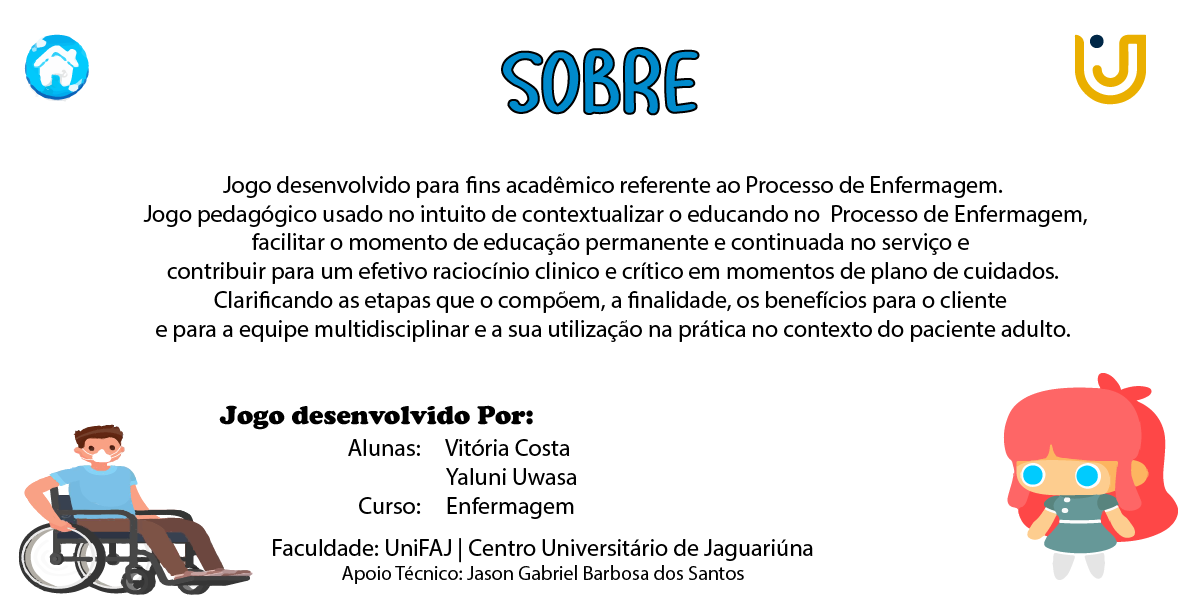 SOBRE
Jogo desenvolvido para fins acadêmico referente ao Processo de Enfermagem.
Jogo pedagógico usado no intuito de contextualizar o educando no  Processo de Enfermagem,
facilitar o momento de educação permanente e continuada no serviço e
contribuir para um efetivo raciocínio clinico e crítico em momentos de plano de cuidados.
Clarificando as etapas que o compõem, a finalidade, os benefícios para o cliente
e para a equipe multidisciplinar e a sua utilização na prática no contexto do paciente adulto.
Jogo desenvolvido Por:
Alunas: Vitória Costa
Yaluni Uwasa
Curso: Enfermagem
Faculdade: UniFAJ | Centro Universitário de Jaguariúna
Apoio Técnico: Jason Gabriel Barbosa dos Santos